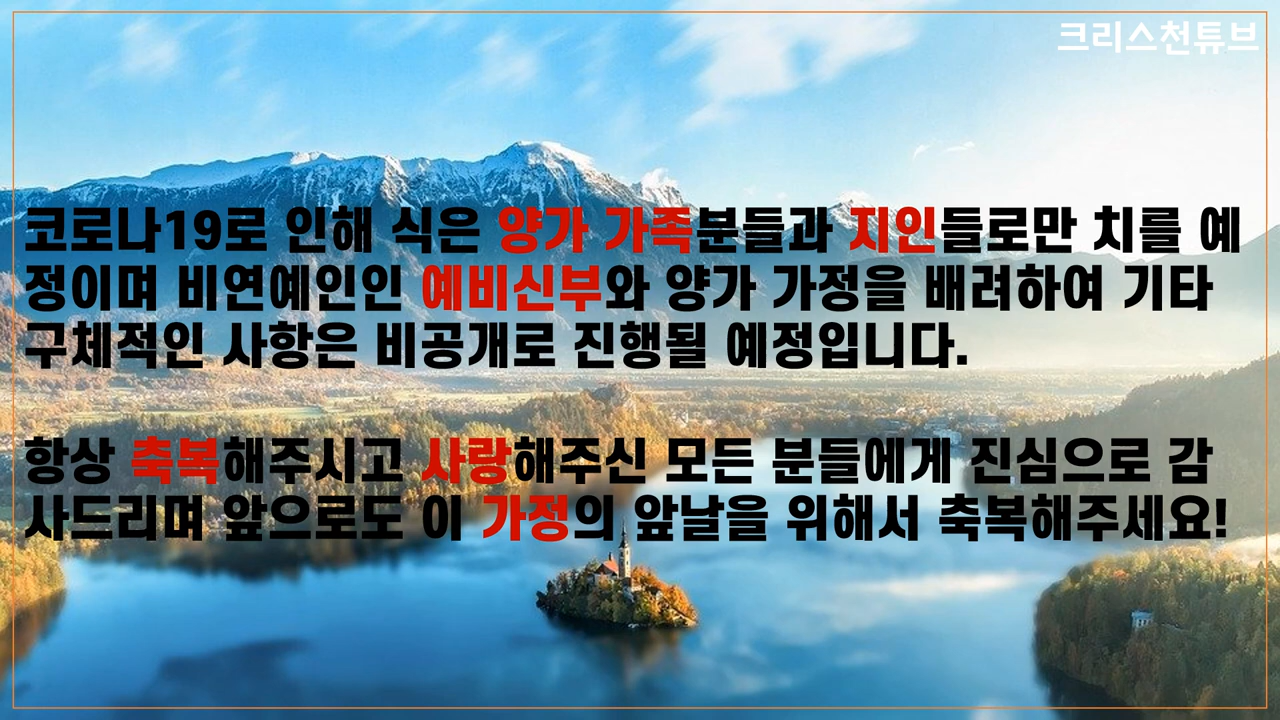 크리스천튜브
코로나19로 인해 식은 양가 가족분들과 지인들로만 치를 예
정이며 비연예인인 예비신부와 양가 가정을 배려하여 기타
구체적인 사항은 비공개로 진행될 예정입니다.
항상 축복해주시고 사랑해주신 모든 분들에게 진심으로 감
사드리며 앞으로도 이 가정의 앞날을 위해서 축복해주세요!